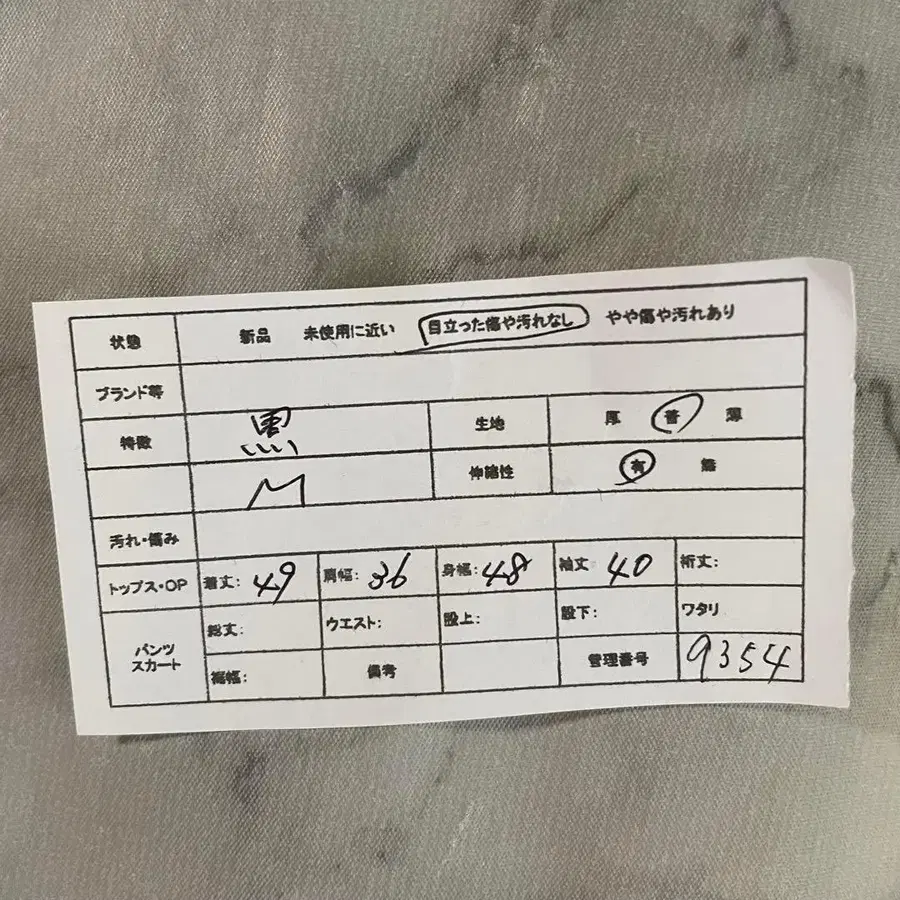 状態 新品 未使用に近い 目立った傷や汚れなし やや傷や汚れあり
ブランド等
特徴 黒 生地 厚 普 薄
M 伸縮性 有 無
汚れ・傷み
トップス・OP 着丈: 49 肩幅: 36 身幅: 48 袖丈: 40 裄丈:
パンツ スカート 総丈: ウエスト: 股上: 股下: ワタリ
裾幅: 備考 管理番号 9354